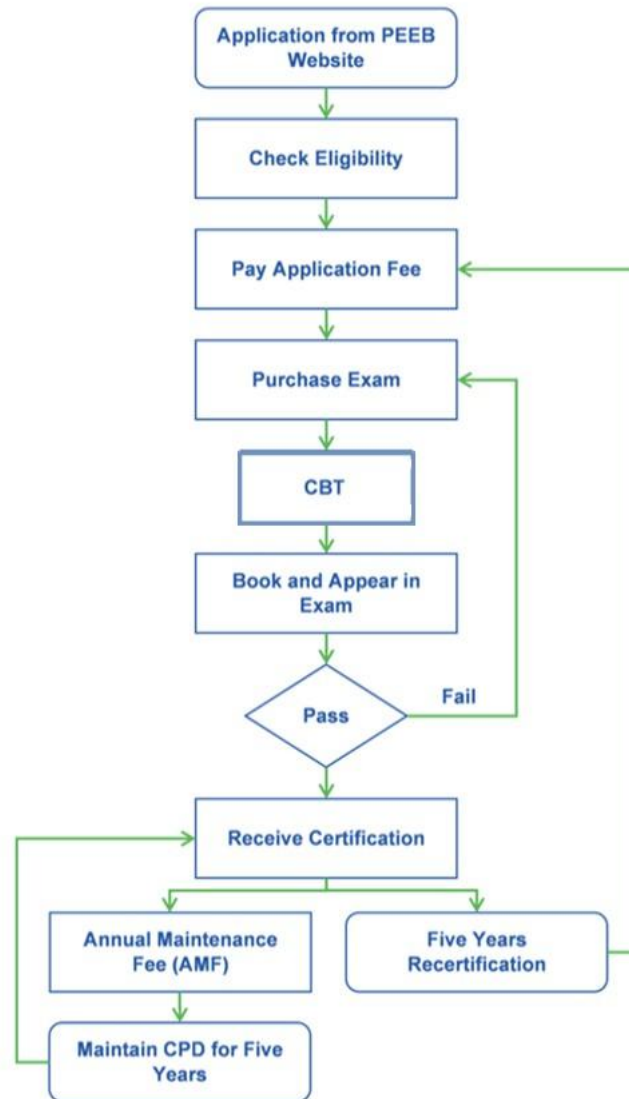 Application from PEEB
Website
Check Eligibility
Pay Application Fee
Purchase Exam
CBT
Book and Appear in
Exam
Pass
Fail
Receive Certification
Annual Maintenance
Fee (AMF)
Five Years
Recertification
Maintain CPD for Five
Years